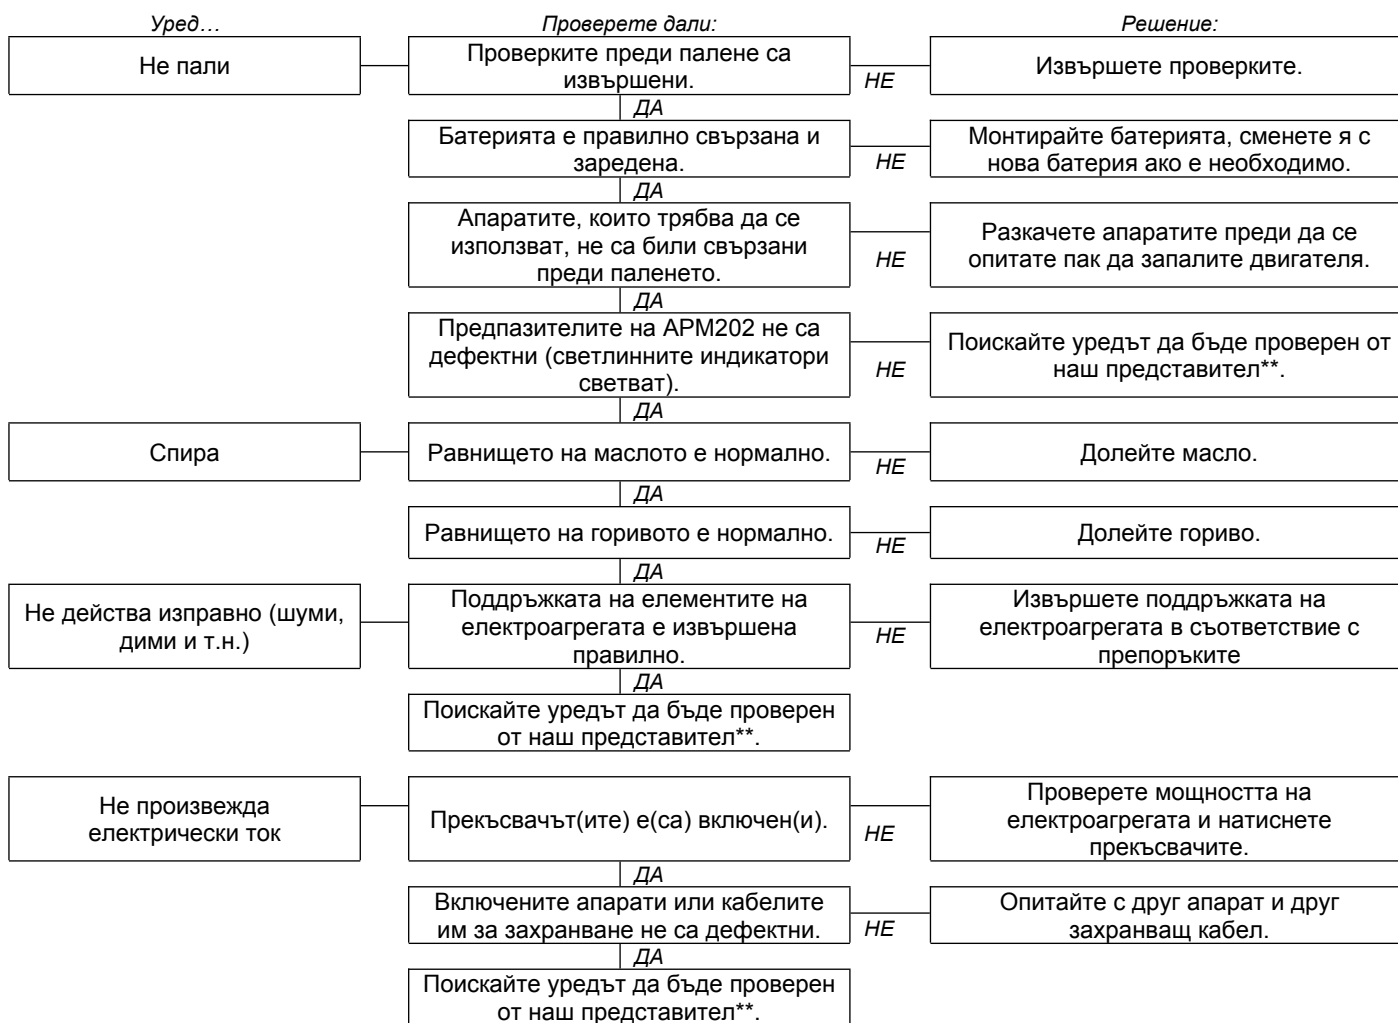 Уред…
Проверете дали:
Решение:
Не пали
Проверките преди палене са
извършени.
НЕ
Извършете проверките.
ДА
Батерията е правилно свързана и
заредена.
НЕ
Монтирайте батерията, сменете я с
нова батерия ако е необходимо.
ДА
Апаратите, които трябва да се
използват, не са били свързани
преди паленето.
НЕ
Разкачете апаратите преди да се
опитате пак да запалите двигателя.
ДА
Предпазителите на APM202 не са
дефектни (светлинните индикатори
светват).
НЕ
Поискайте уредът да бъде проверен от
наш представител**.
ДА
Спира
Равнището на маслото е нормално.
НЕ
Долейте масло.
ДА
Равнището на горивото е нормално.
НЕ
Долейте гориво.
ДА
Не действа изправно (шуми,
дими и т.н.)
Поддръжката на елементите на
електроагрегата е извършена
правилно.
НЕ
Извършете поддръжката на
електроагрегата в съответствие с
препоръките
ДА
Поискайте уредът да бъде проверен
от наш представител**.
Не произвежда
електрически ток
Прекъсвачът(ите) е(са) включен(и).
НЕ
Проверете мощността на
електроагрегата и натиснете
прекъсвачите.
ДА
Включените апарати или кабелите
им за захранване не са дефектни.
НЕ
Опитайте с друг апарат и друг
захранващ кабел.
ДА
Поискайте уредът да бъде проверен
от наш представител**.